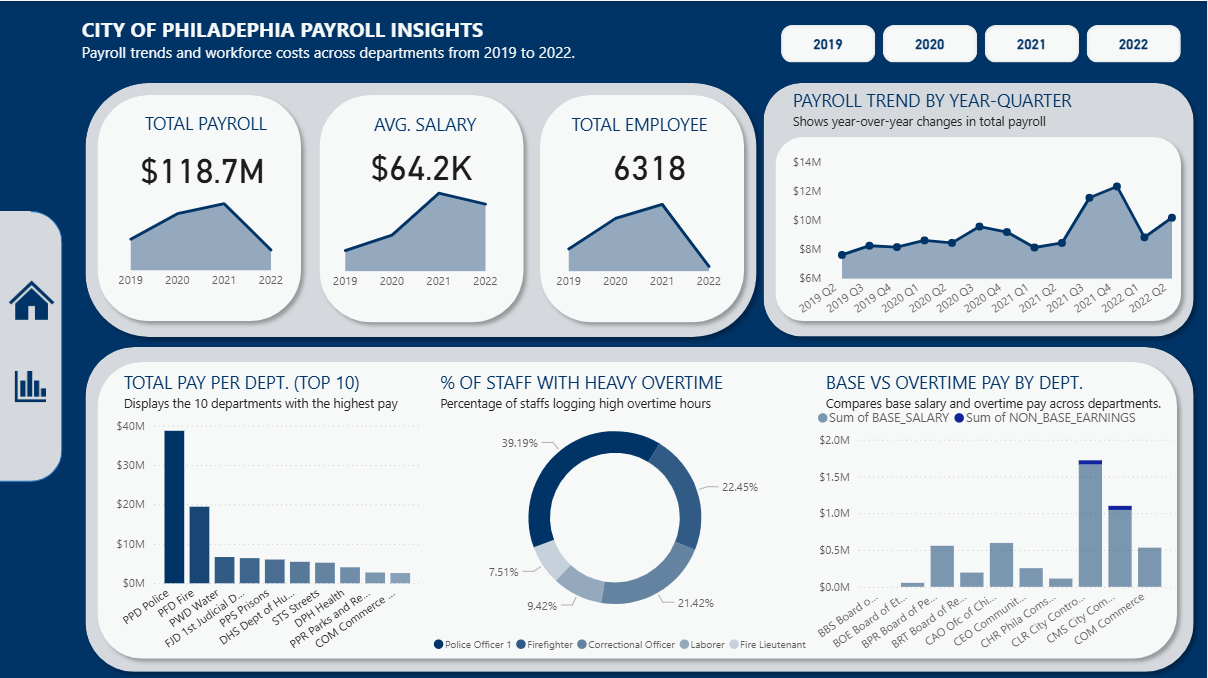 CITY OF PHILADEPHIA PAYROLL INSIGHTS
Payroll trends and workforce costs across departments from 2019 to 2022.
2019
2020
2021
2022
TOTAL PAYROLL
$118.7M
2019 2020 2021 2022
AVG. SALARY
$64.2K
2019 2020 2021 2022
TOTAL EMPLOYEE
6318
2019 2020 2021 2022
PAYROLL TREND BY YEAR-QUARTER
Shows year-over-year changes in total payroll
$14M
$12M
$10M
$8M
$6M
2019 Q2
2019 Q3
2019 Q4
2020 Q1
2020 Q2
2020 Q3
2020 Q4
2021 Q1
2021 Q2
2021 Q3
2021 Q4
2022 Q1
2022 Q2
TOTAL PAY PER DEPT. (TOP 10)
Displays the 10 departments with the highest pay
$40M
$30M
$20M
$10M
$0M
PPD Police
PFD Fire
PWD Water
FJD 1st Judicial D...
PPS Prisons
DHS Dept of Hu...
STS Streets
DPH Health
PPR Parks and Re...
COM Commerce ...
% OF STAFF WITH HEAVY OVERTIME
Percentage of staffs logging high overtime hours
39.19%
22.45%
21.42%
9.42%
7.51%
Police Officer 1 Firefighter Correctional Officer Laborer Fire Lieutenant
BASE VS OVERTIME PAY BY DEPT.
Compares base salary and overtime pay across departments.
Sum of BASE_SALARY Sum of NON_BASE_EARNINGS
$2.0M
$1.5M
$1.0M
$0.5M
$0.0M
BBS Board o...
BOE Board of El...
BPR Board of Pe...
BRT Board of Re...
CAO Ofc of Chi...
CEO Communit...
CHR Phila Coms...
CLR City Contro...
CMS City Com...
COM Commerce